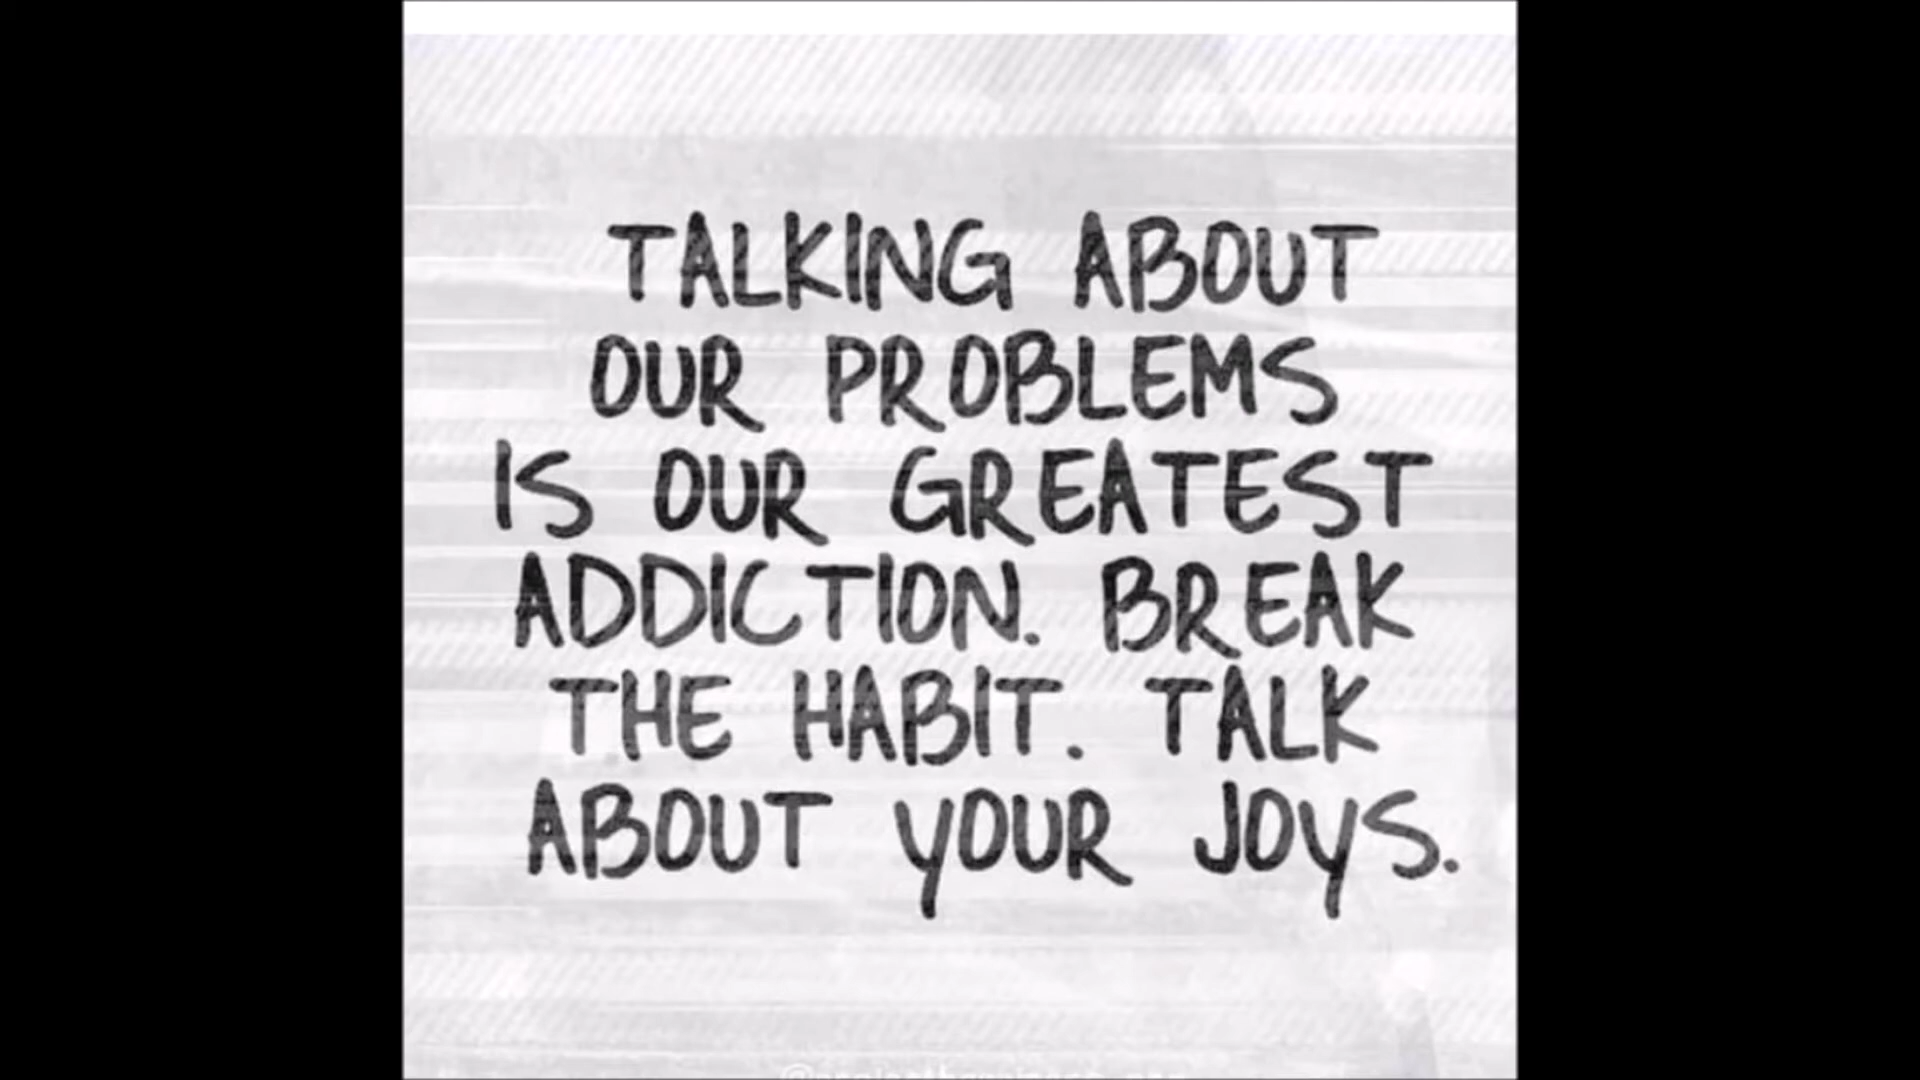 TALKING ABOUT
OUR PROBLEMS
IS OUR GREATEST
ADDICTION. BREAK
THE HABIT. TALK
ABOUT YOUR JOYS.